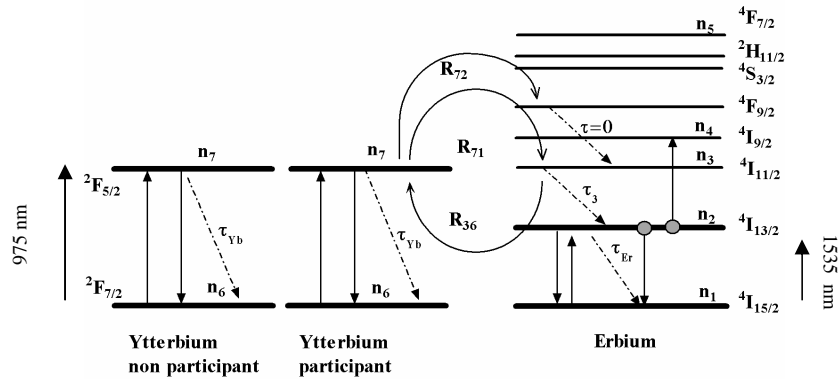 n₅ ⁴F₇/₂
²H₁₁/₂
⁴S₃/₂
R₇₂
⁴F₉/₂
τ=0
n₄ ⁴I₉/₂
n₇
n₇
R₇₁
n₃ ⁴I₁₁/₂
²F₅/₂
τ₃
975 nm
τYb
τYb
R₃₆
n₂ ⁴I₁₃/₂
τEr
1535 nm
²F₇/₂
n₆
n₆
n₁ ⁴I₁₅/₂
Ytterbium
non participant
Ytterbium
participant
Erbium